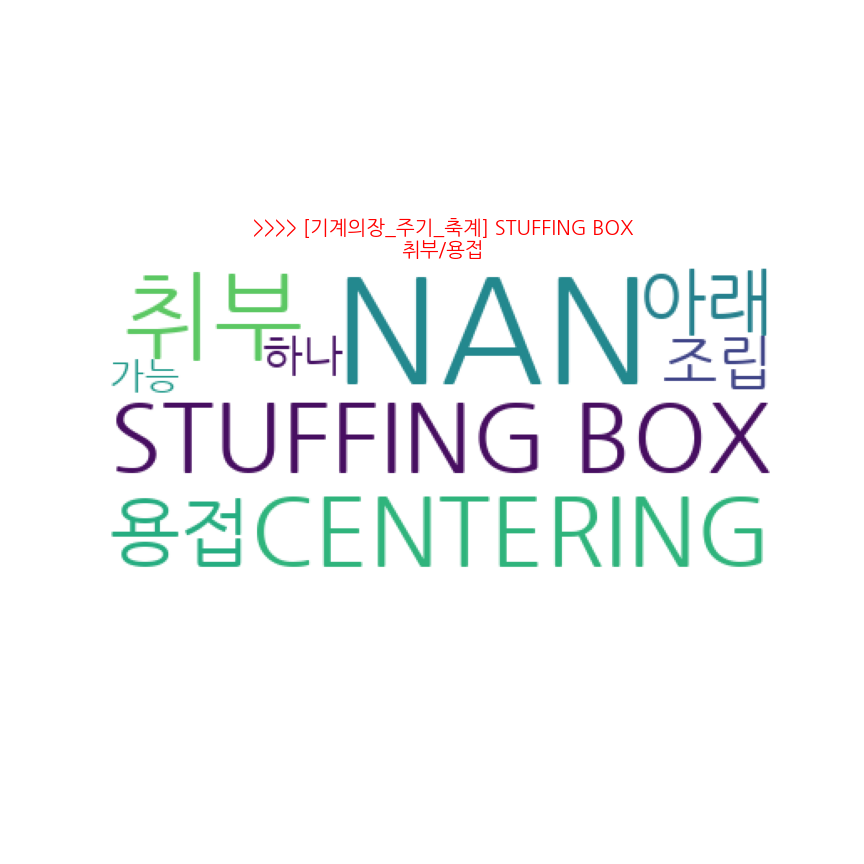 >>>> [기계의장_주기_축계] STUFFING BOX
취부/용접
취부 NAN 아래
하나 조립
가능
STUFFING BOX
용접 CENTERING